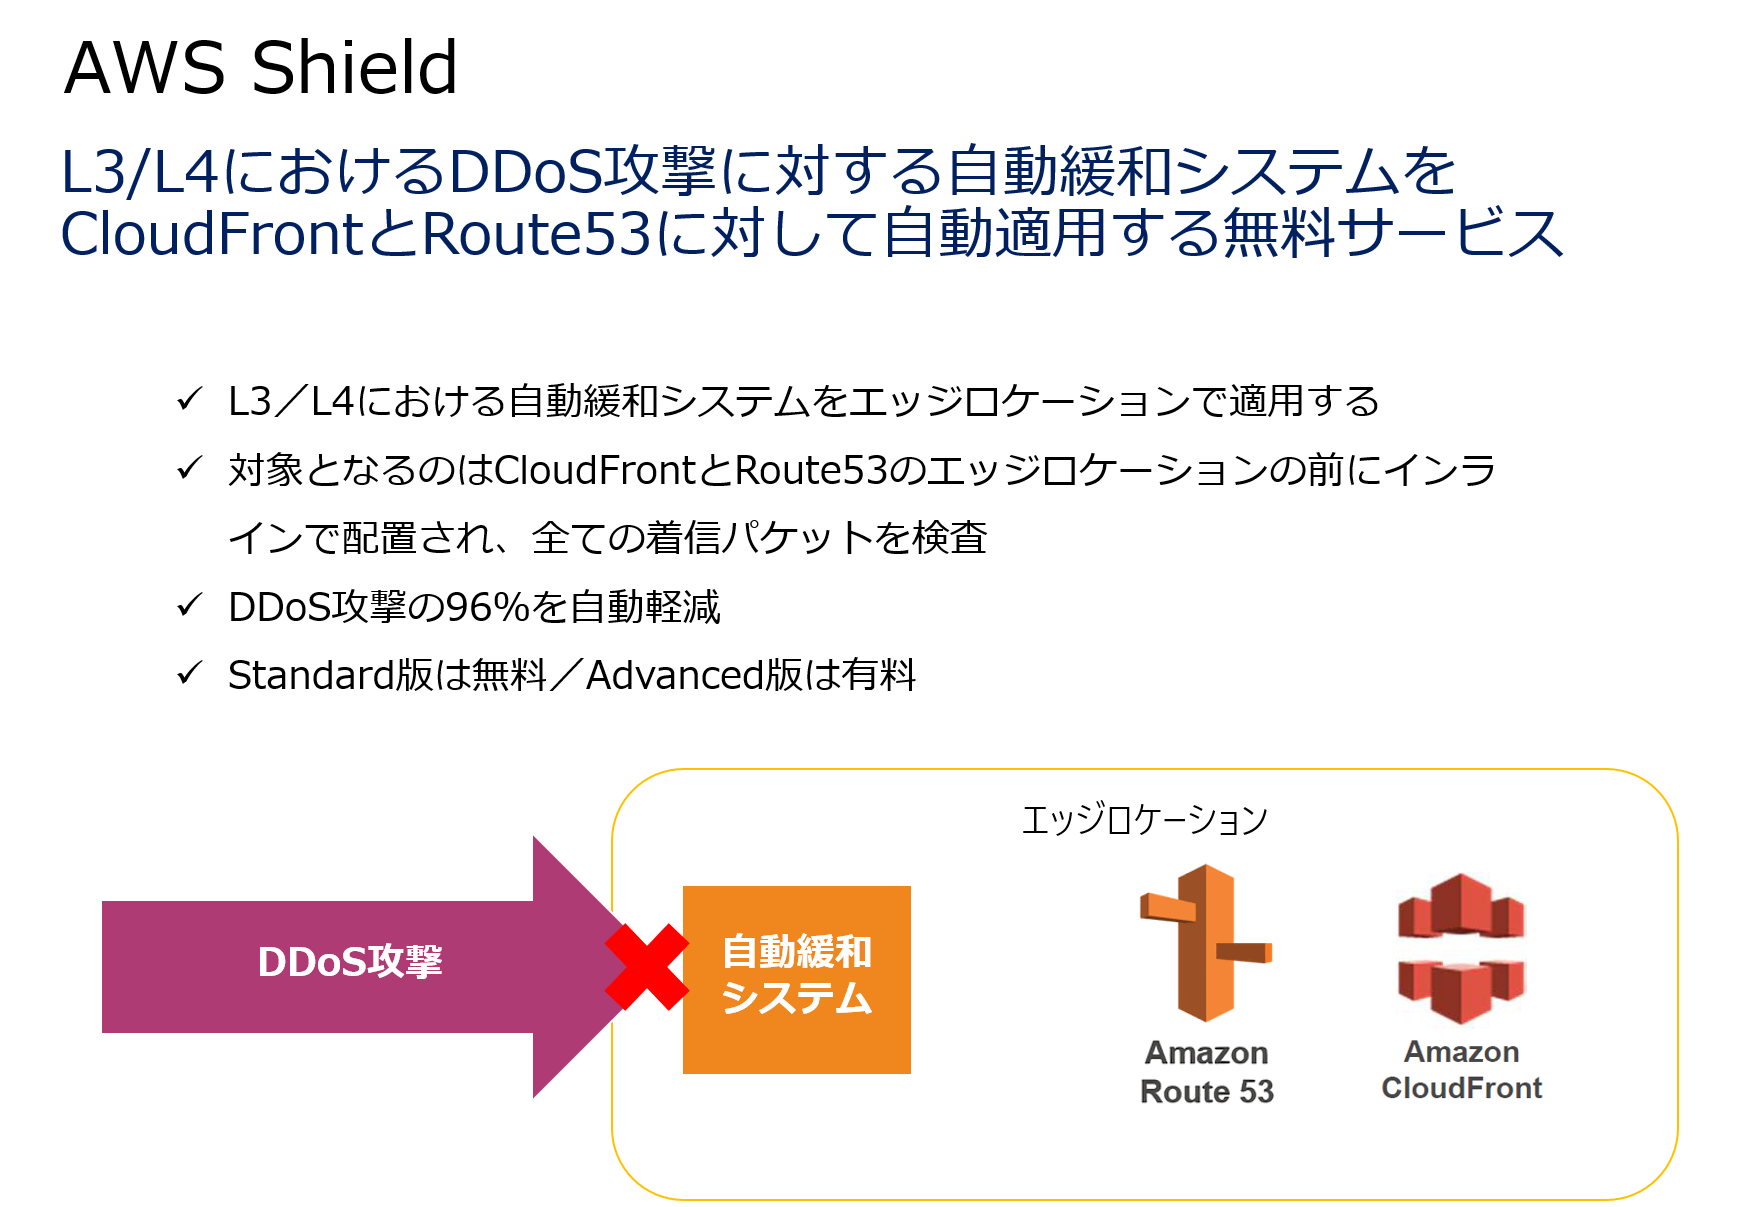 AWS Shield
L3/L4におけるDDoS攻撃に対する自動緩和システムを
CloudFrontとRoute53に対して自動適用する無料サービス
✓ L3／L4における自動緩和システムをエッジロケーションで適用する
✓ 対象となるのはCloudFrontとRoute53のエッジロケーションの前にインラ
インで配置され、全ての着信パケットを検査
✓ DDoS攻撃の96%を自動軽減
✓ Standard版は無料／Advanced版は有料
エッジロケーション
DDoS攻撃
自動緩和
システム
Amazon
Route 53
Amazon
CloudFront